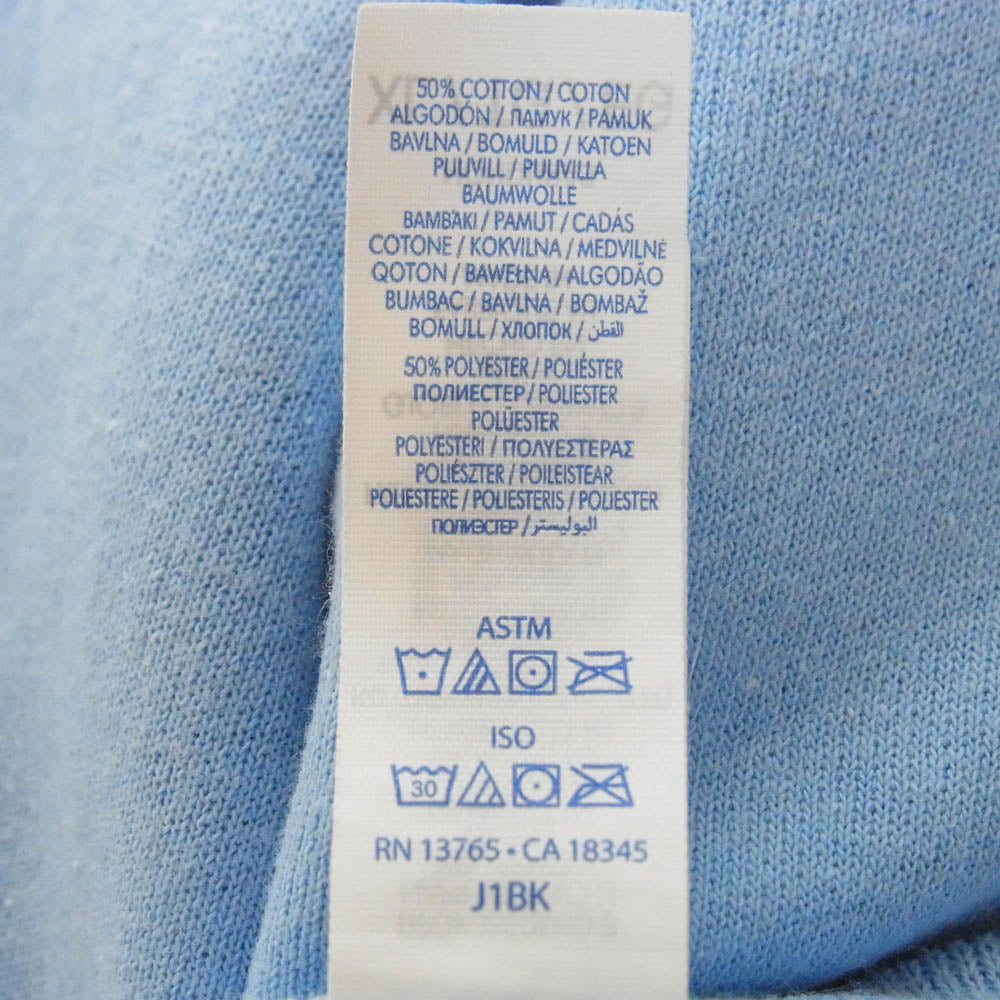 50% COTTON / COTON
ALGODÓN / ПАМУК / PAMUK
BAVLNA / BOMULD / KATOEN
PUUVILL / PUUVILLA
BAUMWOLLE
ΒΑΜΒΆΚΙ / PAMUT / CADÁS
COTONE / KOKVILNA / MEDVILNĖ
QOTON / BAWEŁNA / ALGODÃO
BUMBAC / BAVLNA / BOMBAŽ
BOMULL / ХЛОПОК / القطن
50% POLYESTER / POLIÉSTER
ПОЛИЕСТЕР / POLIESTER
POLÜESTER
POLYESTERI / ΠΟΛΥΕΣΤΕΡΑΣ
POLIÉSZTER / POILEISTEAR
POLIESTERE / POLIESTERIS / POLIESTER
ПОЛИЭСТЕР / البوليستر
ASTM
ISO
30
RN 13765 • CA 18345
J1BK